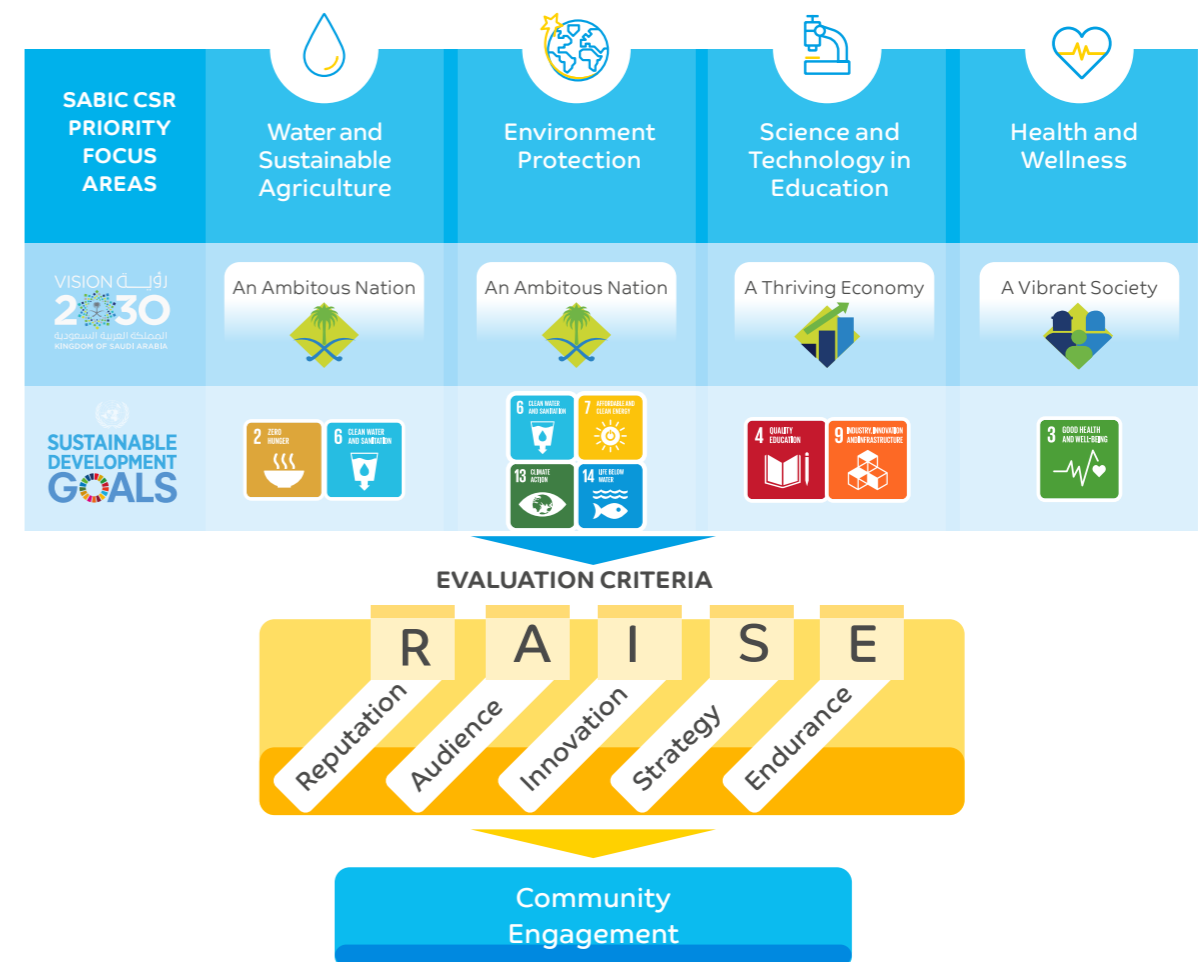 SABIC CSR
PRIORITY
FOCUS
AREAS
Water and
Sustainable
Agriculture
Environment
Protection
Science and
Technology in
Education
Health and
Wellness
VISION رؤيــة
2030
المملكة العربية السعودية
KINGDOM OF SAUDI ARABIA
An Ambitous Nation
An Ambitous Nation
A Thriving Economy
A Vibrant Society
SUSTAINABLE
DEVELOPMENT
GOALS
2 ZERO
HUNGER
6 CLEAN WATER
AND SANITATION
6 CLEAN WATER
AND SANITATION
7 AFFORDABLE AND
CLEAN ENERGY
13 CLIMATE
ACTION
14 LIFE BELOW
WATER
4 QUALITY
EDUCATION
9 INDUSTRY, INNOVATION
AND INFRASTRUCTURE
3 GOOD HEALTH
AND WELL-BEING
EVALUATION CRITERIA
R A I S E
Reputation
Audience
Innovation
Strategy
Endurance
Community
Engagement